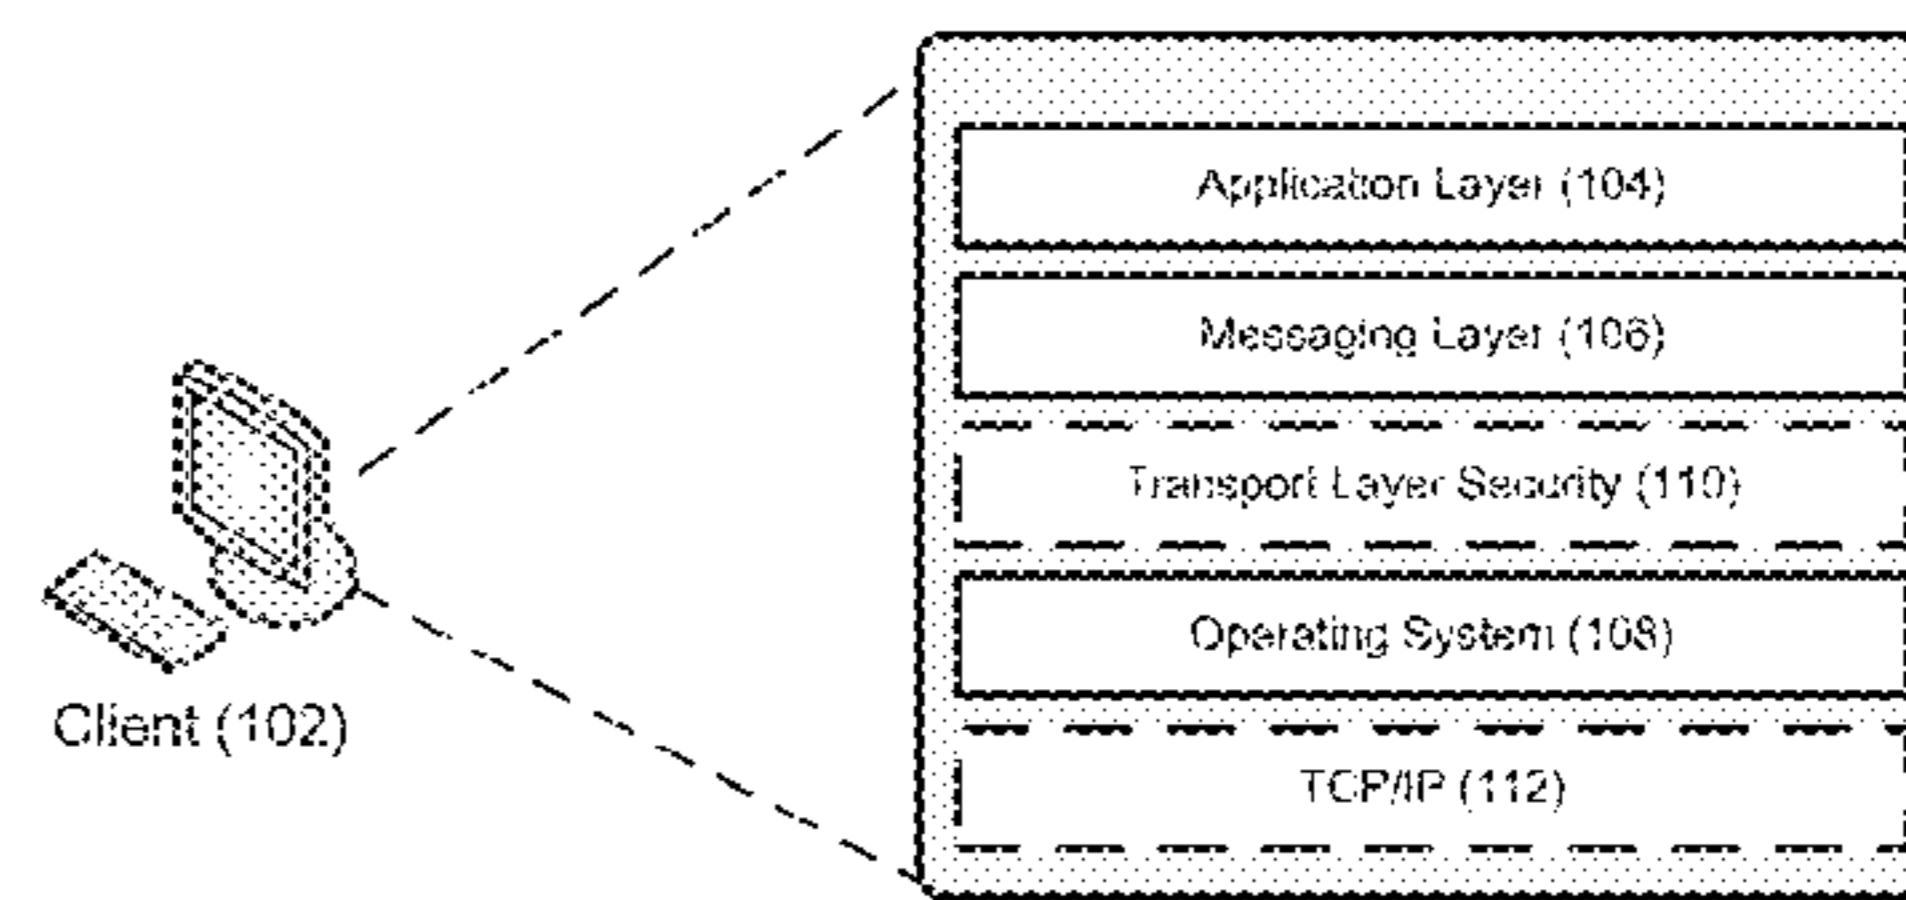 Application Layer (104)
Messaging Layer (106)
Transport Layer Security (110)
Operating System (108)
TCP/IP (112)
Client (102)